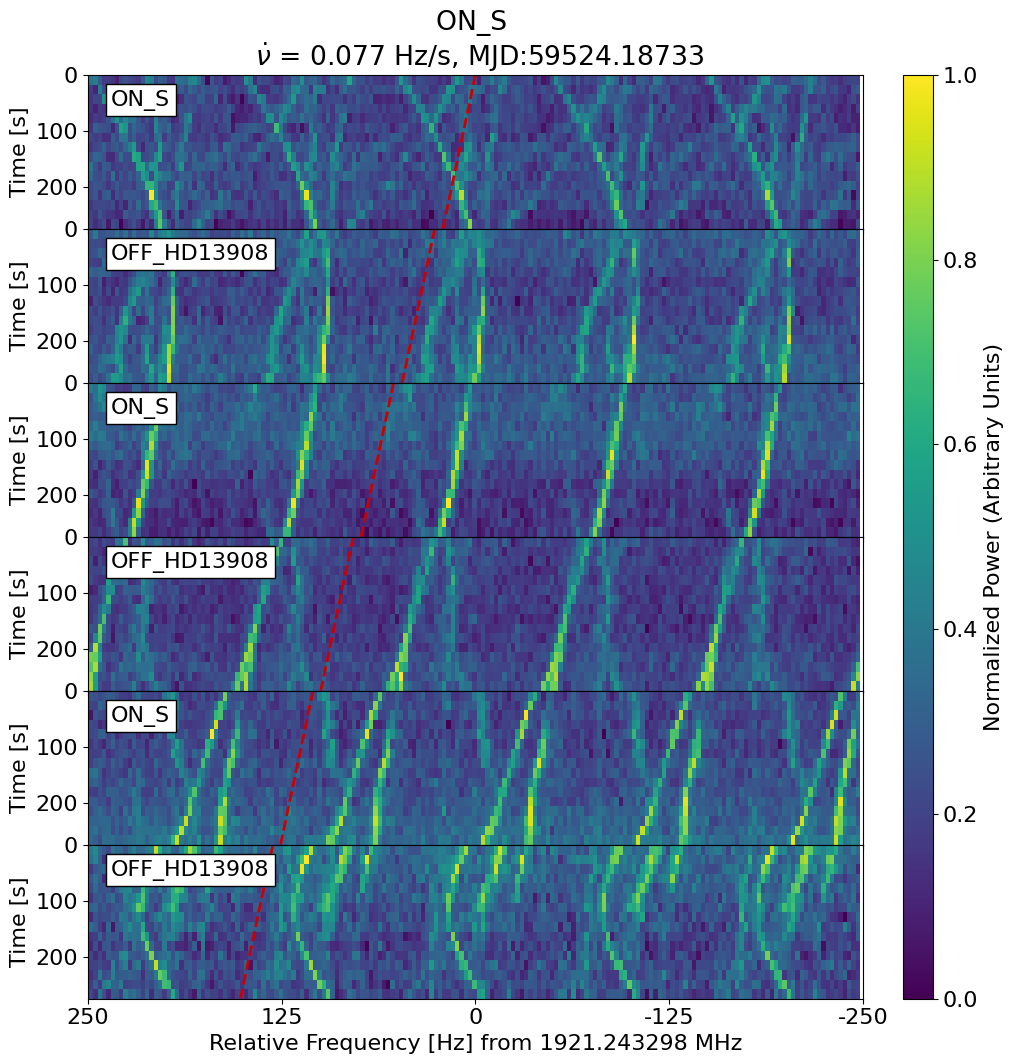 ON_S
ν̇ = 0.077 Hz/s, MJD:59524.18733
0
ON_S
100
200
Time [s]
0
OFF_HD13908
100
200
Time [s]
0
ON_S
100
200
Time [s]
0
OFF_HD13908
100
200
Time [s]
0
ON_S
100
200
Time [s]
0
OFF_HD13908
100
200
Time [s]
250 125 0 -125 -250
Relative Frequency [Hz] from 1921.243298 MHz
1.0
0.8
0.6
0.4
0.2
0.0
Normalized Power (Arbitrary Units)